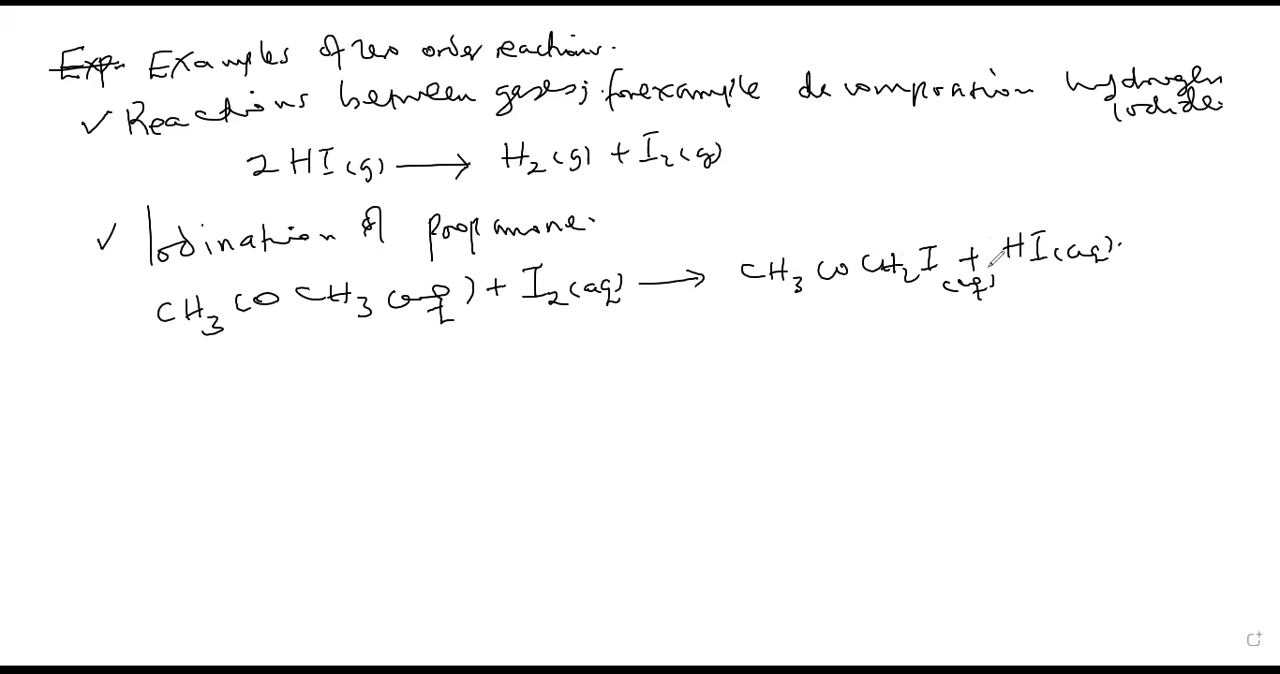 Exp. Examples of zero order reactions.
✓ Reactions between gases; for example decomposition hydrogen iodide.
2HI(g) ⟶ H₂(g) + I₂(g)
✓ Iodination of propanone.
CH₃COCH₃(aq) + I₂(aq) ⟶ CH₃COCH₂I(aq) + HI(aq).